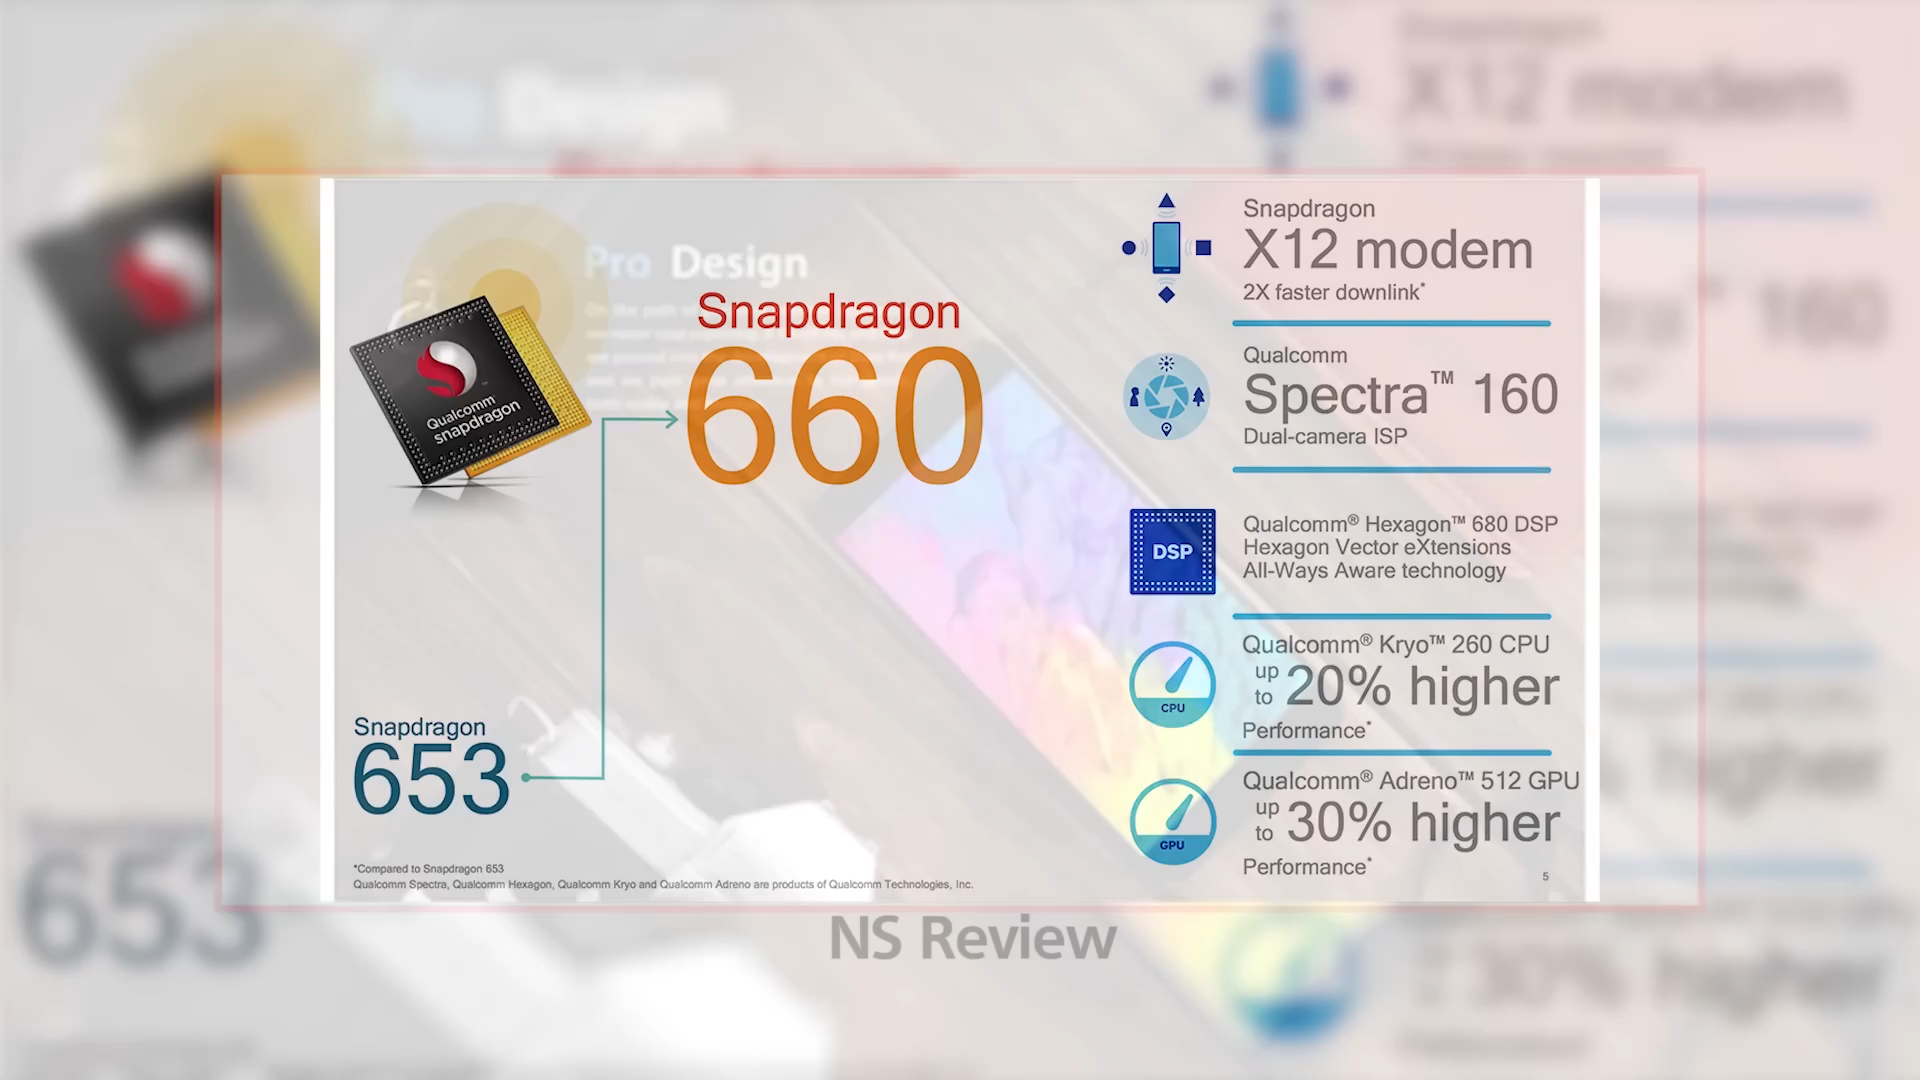 Pro Design
Snapdragon
660
Qualcomm
snapdragon
Snapdragon
653
*Compared to Snapdragon 653
Qualcomm Spectra, Qualcomm Hexagon, Qualcomm Kryo and Qualcomm Adreno are products of Qualcomm Technologies, Inc.
Snapdragon
X12 modem
2X faster downlink*
Qualcomm
Spectra™ 160
Dual-camera ISP
DSP
Qualcomm® Hexagon™ 680 DSP
Hexagon Vector eXtensions
All-Ways Aware technology
CPU
Qualcomm® Kryo™ 260 CPU
up to 20% higher
Performance*
GPU
Qualcomm® Adreno™ 512 GPU
up to 30% higher
Performance*
5
NS Review